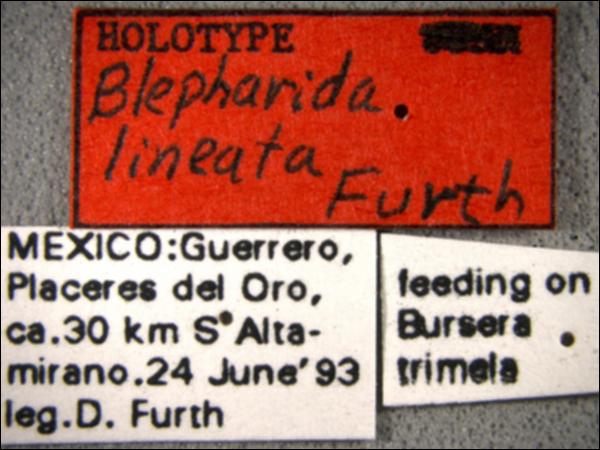 HOLOTYPE
Blepharida
lineata
Furth
MEXICO:Guerrero,
Placeres del Oro,
ca.30 km S Alta-
mirano.24 June'93
leg.D. Furth
feeding on
Bursera
trimela